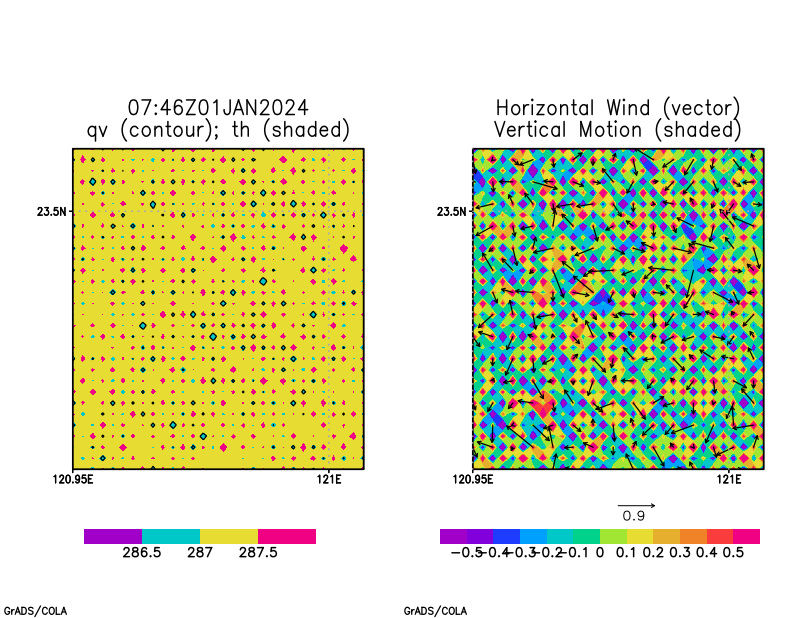 07:46Z01JAN2024
qv (contour); th (shaded)
23.5N
120.95E
121E
286.5 287 287.5
GrADS/COLA
Horizontal Wind (vector)
Vertical Motion (shaded)
23.5N
120.95E
121E
0.9
-0.5 -0.4 -0.3 -0.2 -0.1 0 0.1 0.2 0.3 0.4 0.5
GrADS/COLA